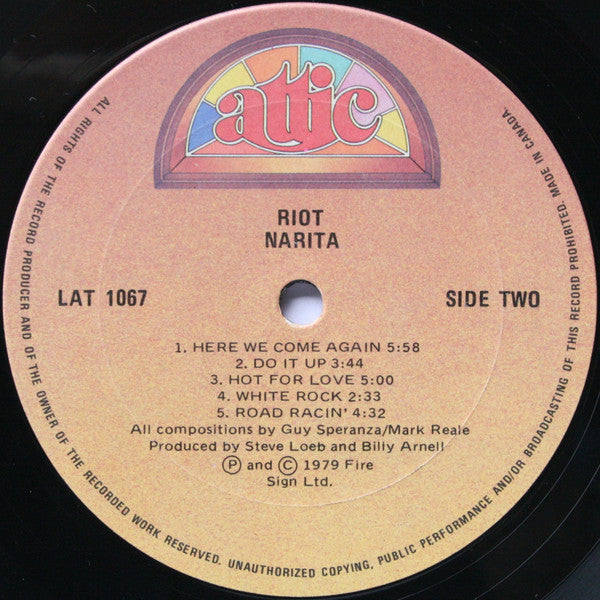 attic
RIOT
NARITA
LAT 1067
SIDE TWO
1. HERE WE COME AGAIN 5:58
2. DO IT UP 3:44
3. HOT FOR LOVE 5:00
4. WHITE ROCK 2:33
5. ROAD RACIN' 4:32
All compositions by Guy Speranza/Mark Reale
Produced by Steve Loeb and Billy Arnell
Ⓟ and Ⓒ 1979 Fire
Sign Ltd.
ALL RIGHTS OF THE RECORD PRODUCER AND OF THE OWNER OF THE RECORDED WORK RESERVED. UNAUTHORIZED COPYING, PUBLIC PERFORMANCE AND/OR BROADCASTING OF THIS RECORD PROHIBITED. MADE IN CANADA.